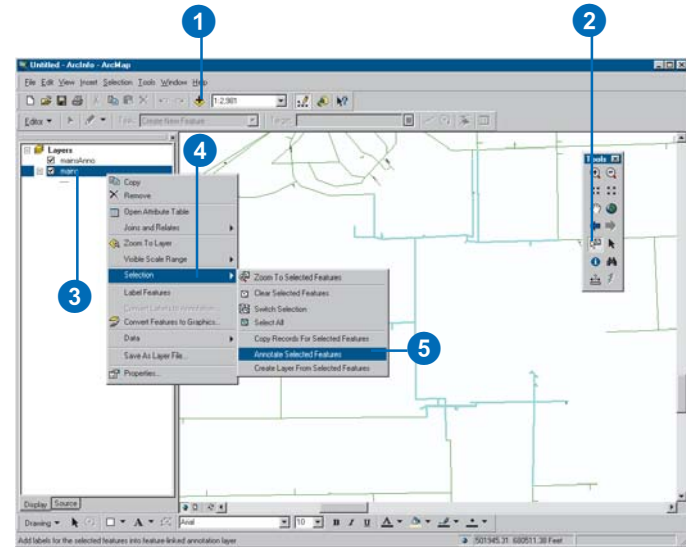 1
2
Untitled - ArcInfo - ArcMap
File Edit View Insert Selection Tools Window Help
1:2,981
Editor Task: Create New Feature Target:
4
Layers
mainsAnno
mains
Tools
3
Copy
Remove
Open Attribute Table
Joins and Relates
Zoom To Layer
Visible Scale Range
Selection
Label Features
Convert Labels to Annotation...
Convert Features to Graphics...
Data
Save As Layer File...
Properties...
Zoom To Selected Features
Clear Selected Features
Switch Selection
Select All
Copy Records For Selected Features
Annotate Selected Features
Create Layer From Selected Features
5
Display Source
Drawing A Arial 10 B I U A
Add labels for the selected features into feature-linked annotation layer
501945.31 680511.38 Feet